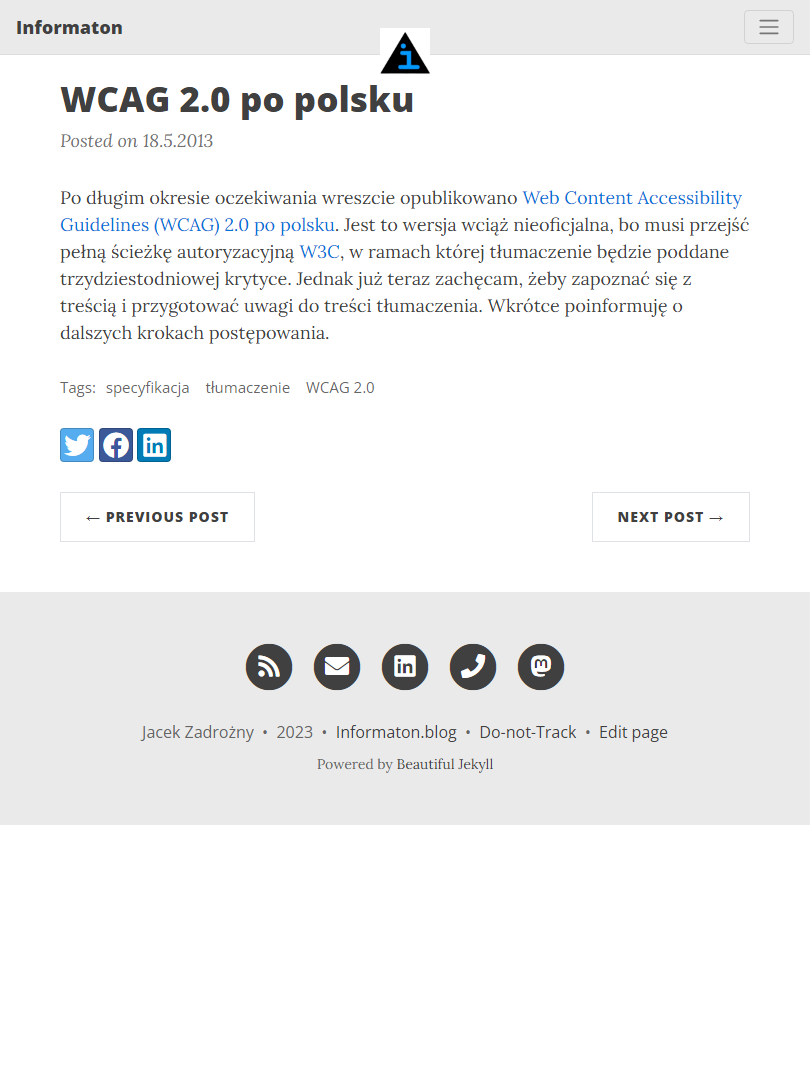 Informaton
WCAG 2.0 po polsku
Posted on 18.5.2013
Po długim okresie oczekiwania wreszcie opublikowano Web Content Accessibility
Guidelines (WCAG) 2.0 po polsku. Jest to wersja wciąż nieoficjalna, bo musi przejść
pełną ścieżkę autoryzacyjną W3C, w ramach której tłumaczenie będzie poddane
trzydziestodniowej krytyce. Jednak już teraz zachęcam, żeby zapoznać się z
treścią i przygotować uwagi do treści tłumaczenia. Wkrótce poinformuję o
dalszych krokach postępowania.
Tags: specyfikacja tłumaczenie WCAG 2.0
← PREVIOUS POST
NEXT POST →
Jacek Zadrożny • 2023 • Informaton.blog • Do-not-Track • Edit page
Powered by Beautiful Jekyll